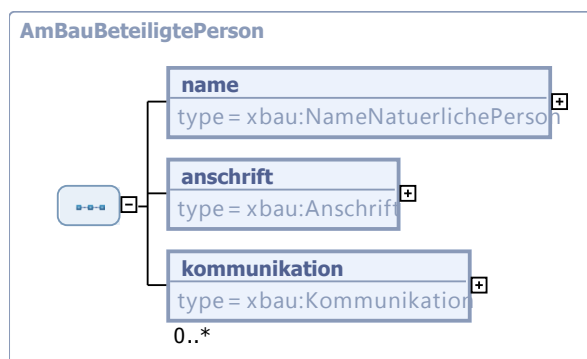 AmBauBeteiligtePerson
name
type = xbau:NameNatuerlichePerson
anschrift
type = xbau:Anschrift
kommunikation
type = xbau:Kommunikation
0..*